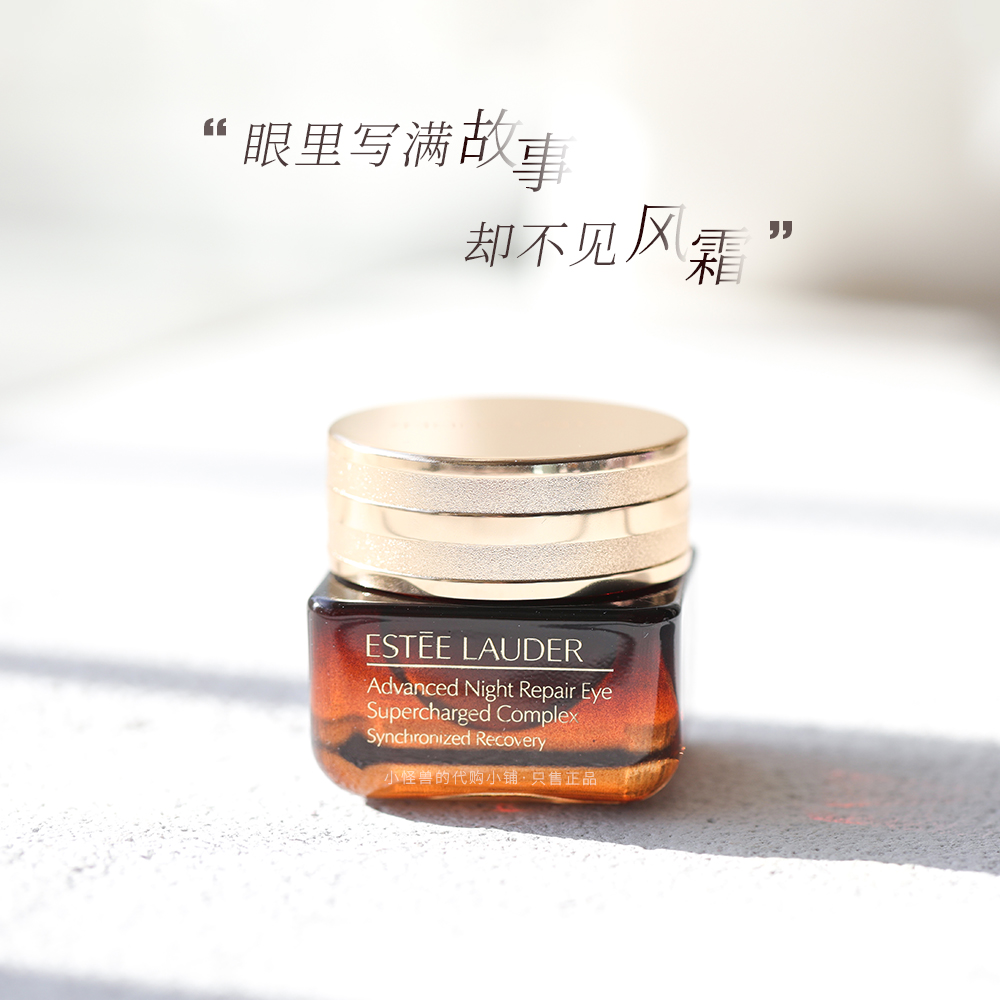 “眼里写满故事
却不见风霜”
ESTĒE LAUDER
Advanced Night Repair Eye
Supercharged Complex
Synchronized Recovery
小怪兽的代购小铺·只售正品